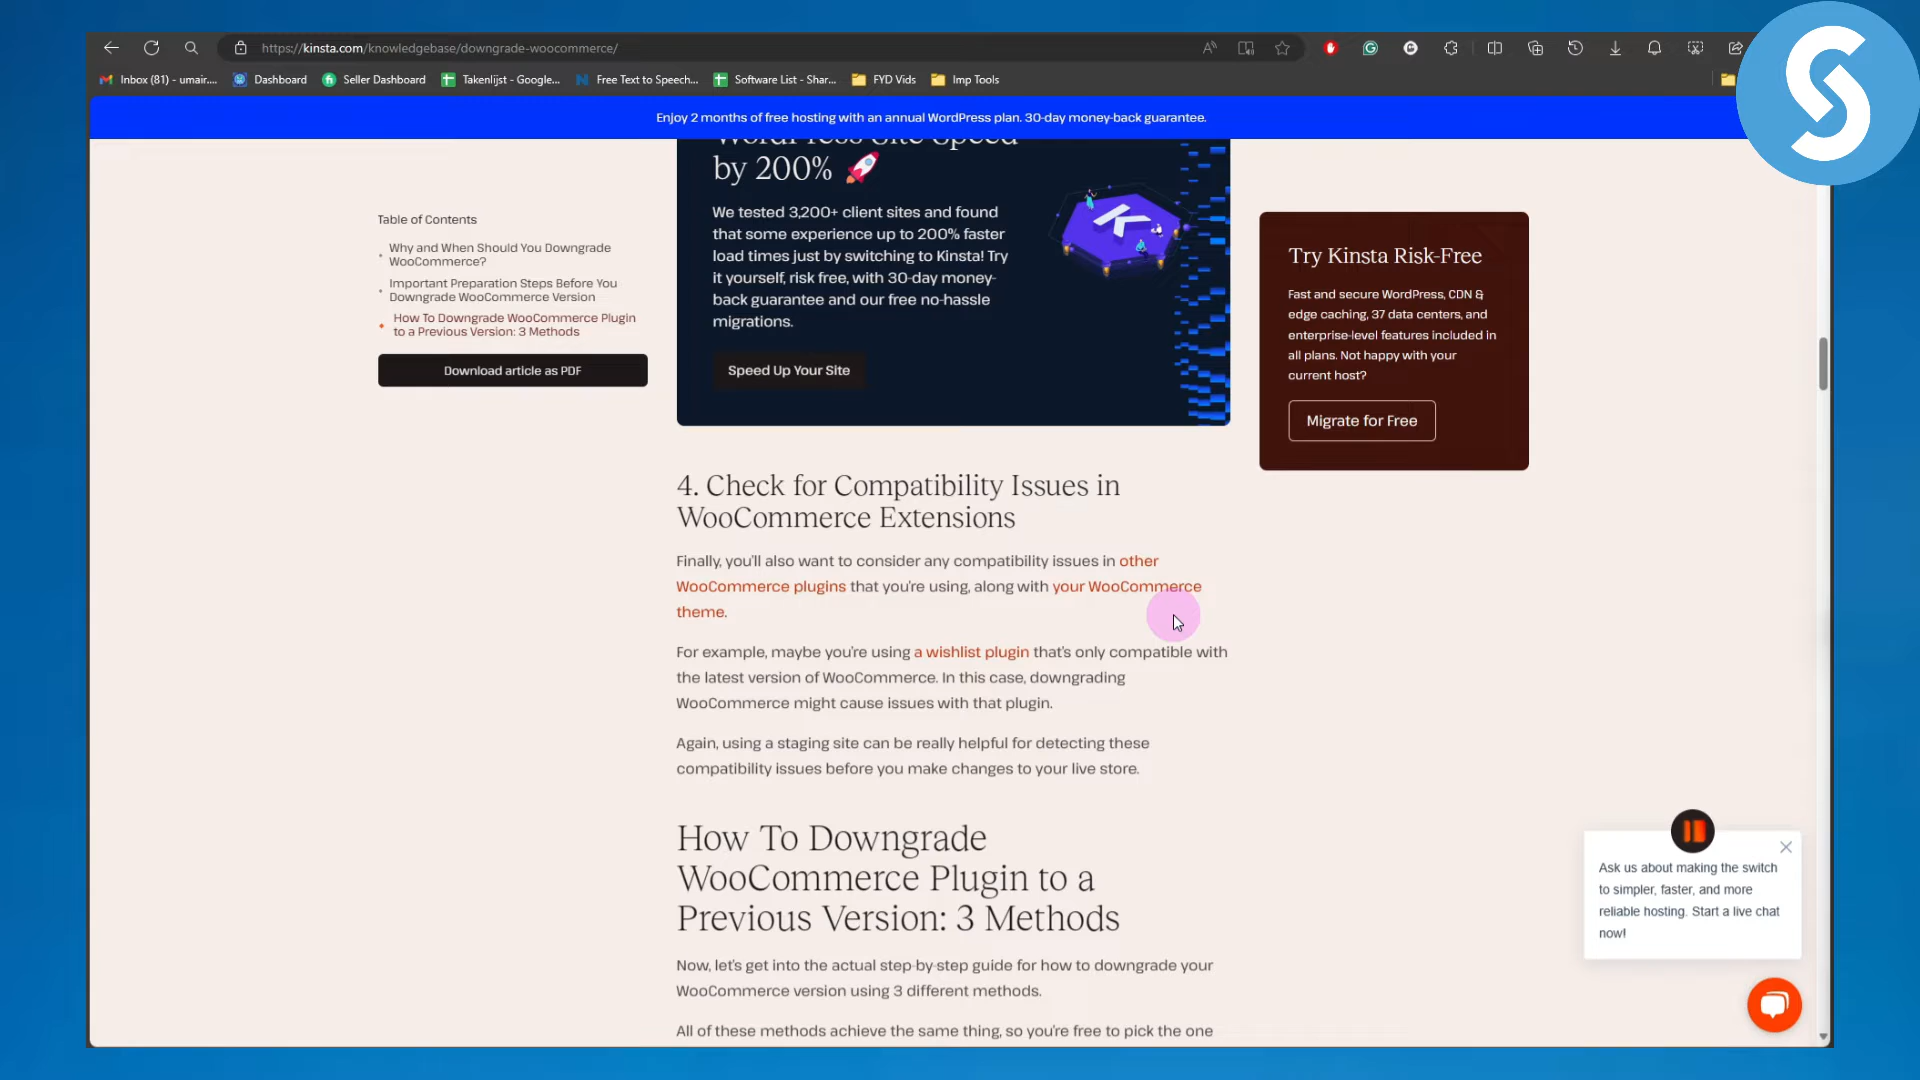 https://kinsta.com/knowledgebase/downgrade-woocommerce/
Inbox (81) - umair....
Dashboard
Seller Dashboard
Takenlijst - Google...
Free Text to Speech...
Software List - Shar...
FYD Vids
Imp Tools
Enjoy 2 months of free hosting with an annual WordPress plan. 30-day money-back guarantee.
Table of Contents
Why and When Should You Downgrade
WooCommerce?
Important Preparation Steps Before You
Downgrade WooCommerce Version
How To Downgrade WooCommerce Plugin
to a Previous Version: 3 Methods
Download article as PDF
WordPress Site Speed
by 200% 🚀
We tested 3,200+ client sites and found
that some experience up to 200% faster
load times just by switching to Kinsta! Try
it yourself, risk free, with 30-day money-
back guarantee and our free no-hassle
migrations.
Speed Up Your Site
Try Kinsta Risk-Free
Fast and secure WordPress, CDN &
edge caching, 37 data centers, and
enterprise-level features included in
all plans. Not happy with your
current host?
Migrate for Free
4. Check for Compatibility Issues in
WooCommerce Extensions
Finally, you'll also want to consider any compatibility issues in other
WooCommerce plugins that you're using, along with your WooCommerce
theme.
For example, maybe you're using a wishlist plugin that's only compatible with
the latest version of WooCommerce. In this case, downgrading
WooCommerce might cause issues with that plugin.
Again, using a staging site can be really helpful for detecting these
compatibility issues before you make changes to your live store.
How To Downgrade
WooCommerce Plugin to a
Previous Version: 3 Methods
Now, let's get into the actual step-by-step guide for how to downgrade your
WooCommerce version using 3 different methods.
All of these methods achieve the same thing, so you're free to pick the one
Ask us about making the switch
to simpler, faster, and more
reliable hosting. Start a live chat
now!